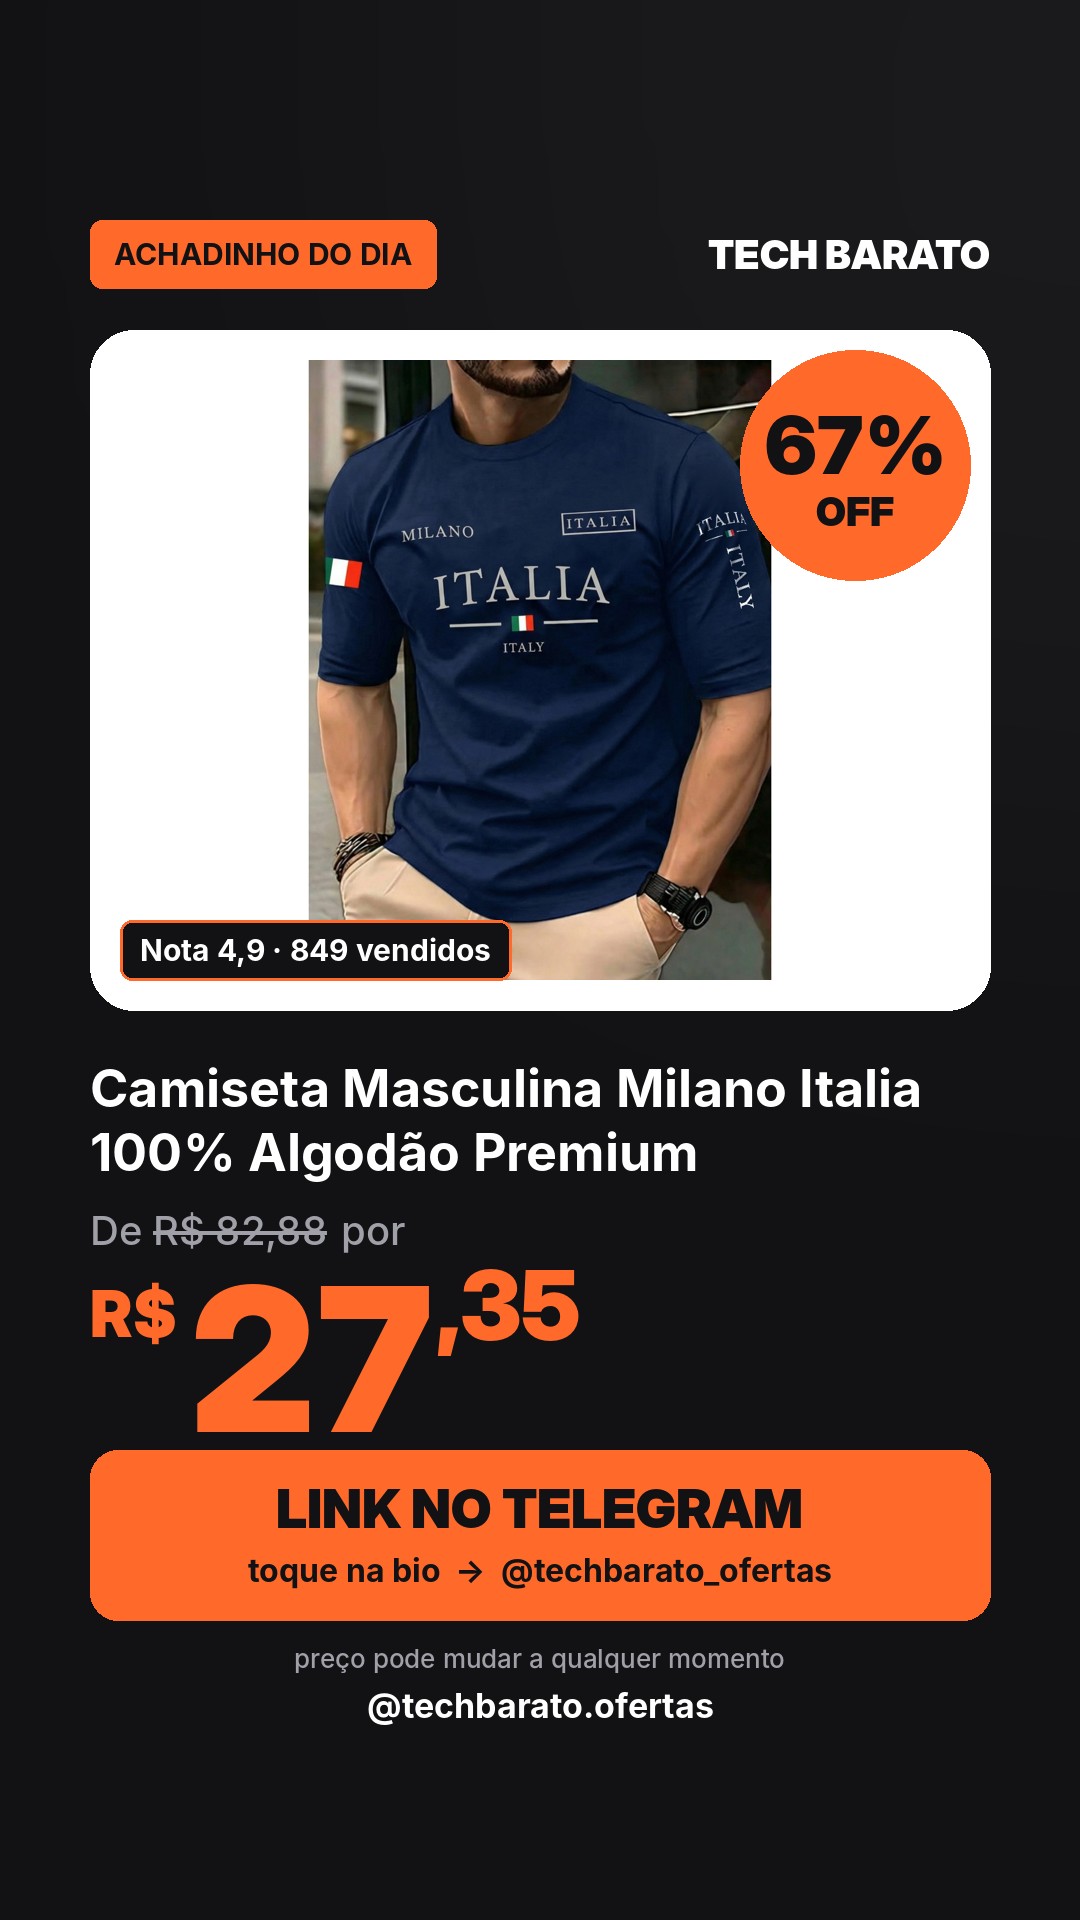 ACHADINHO DO DIA
TECH BARATO
67%
OFF
MILANO
ITALIA
ITALIA
ITALY
ITALIA
ITALY
Nota 4,9 · 849 vendidos
Camiseta Masculina Milano Italia
100% Algodão Premium
De R$ 82,88 por
R$ 27,35
LINK NO TELEGRAM
toque na bio → @techbarato_ofertas
preço pode mudar a qualquer momento
@techbarato.ofertas